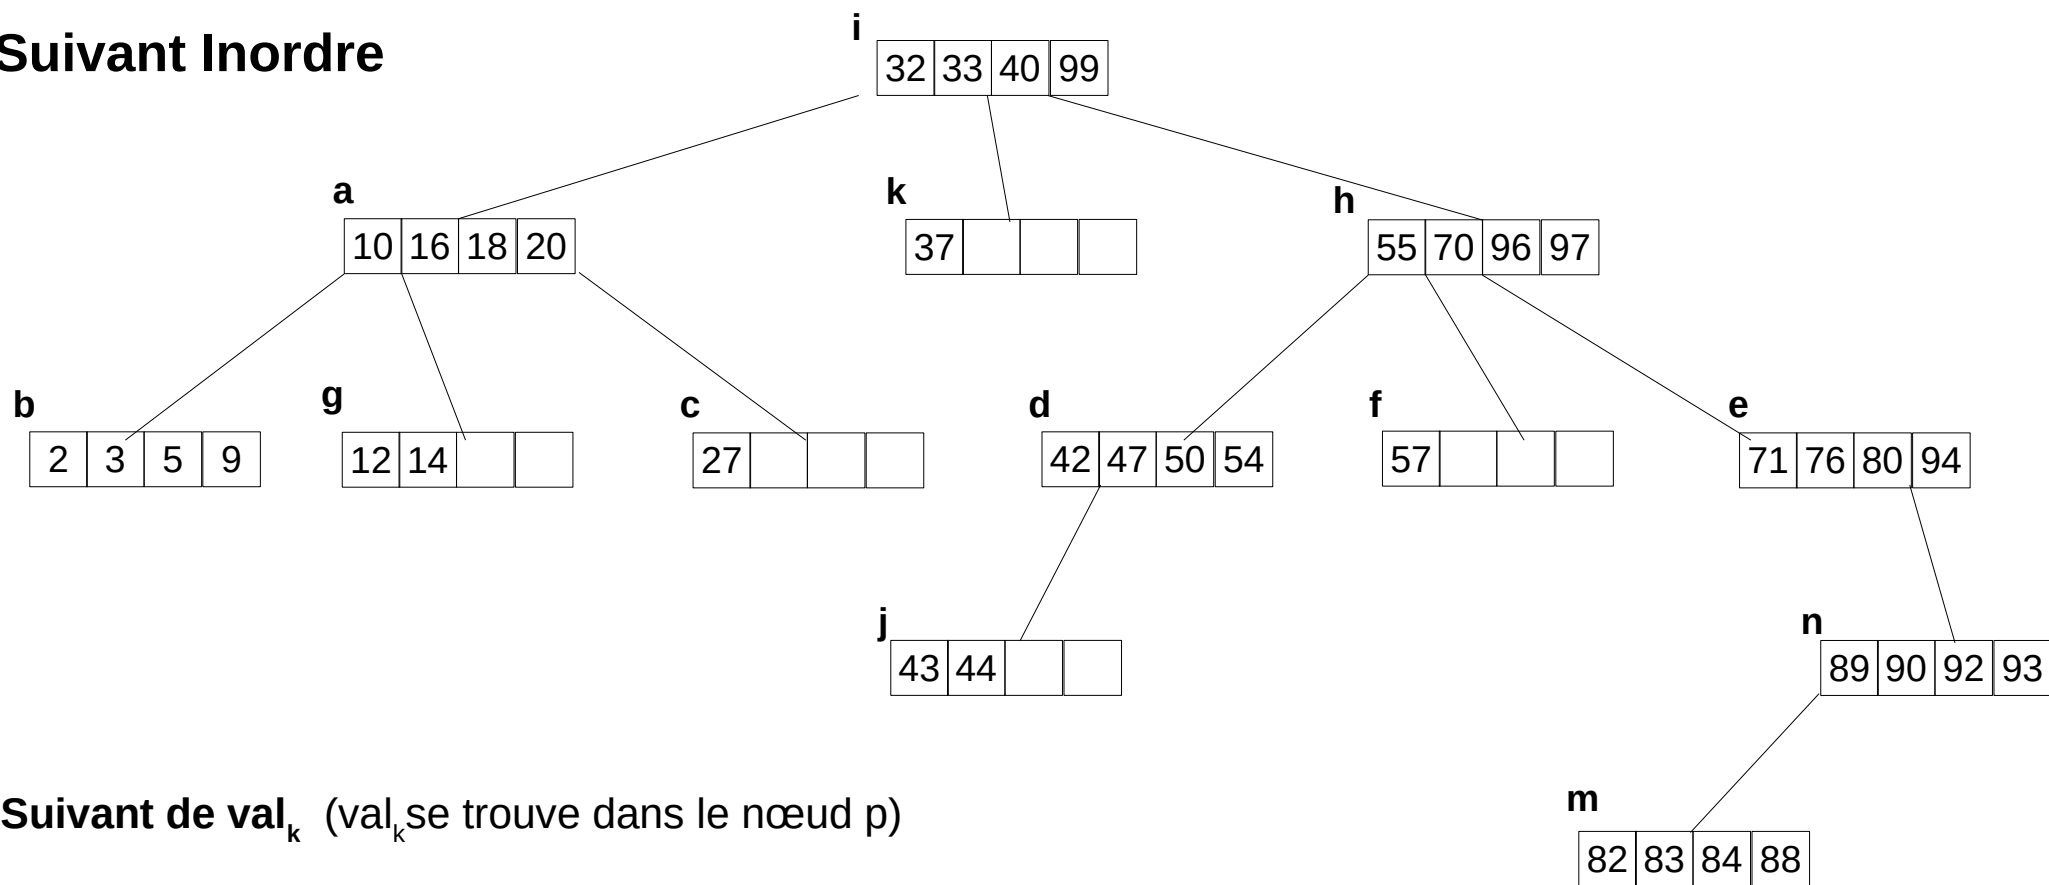 Suivant Inordre
i
32 33 40 99
a
k
h
10 16 18 20
37
55 70 96 97
b
g
c
d
f
e
2 3 5 9
12 14
27
42 47 50 54
57
71 76 80 94
j
n
43 44
89 90 92 93
m
82 83 84 88
Suivant de valk (valkse trouve dans le nœud p)